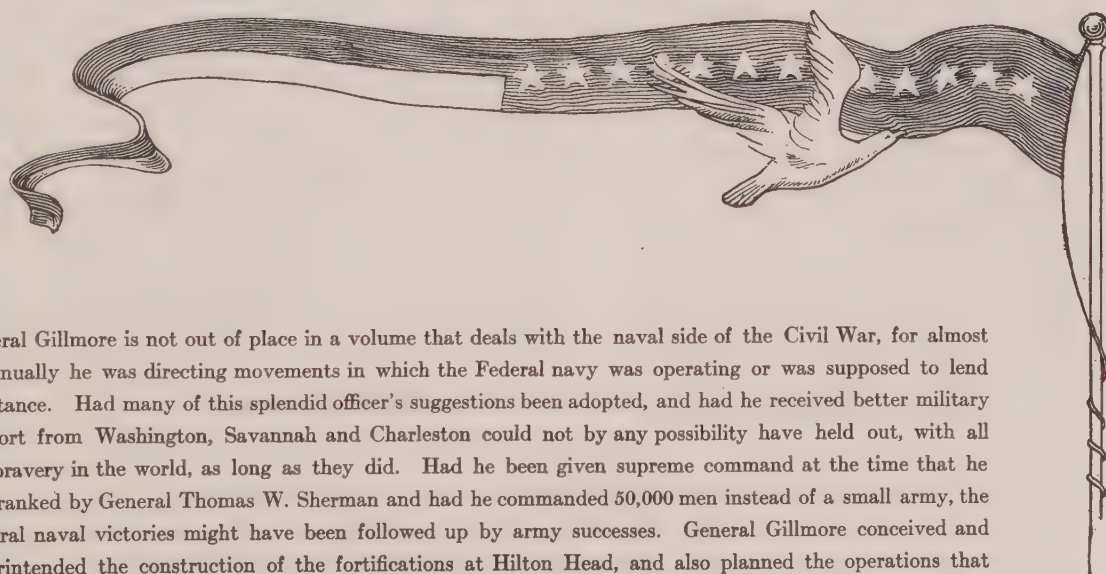 ral Gillmore is not out of place in a volume that deals with the naval side of the Civil War, for almost
nually he was directing movements in which the Federal navy was operating or was supposed to lend
tance. Had many of this splendid officer's suggestions been adopted, and had he received better military
ort from Washington, Savannah and Charleston could not by any possibility have held out, with all
bravery in the world, as long as they did. Had he been given supreme command at the time that he
ranked by General Thomas W. Sherman and had he commanded 50,000 men instead of a small army, the
ral naval victories might have been followed up by army successes. General Gillmore conceived and
rintended the construction of the fortifications at Hilton Head, and also planned the operations that